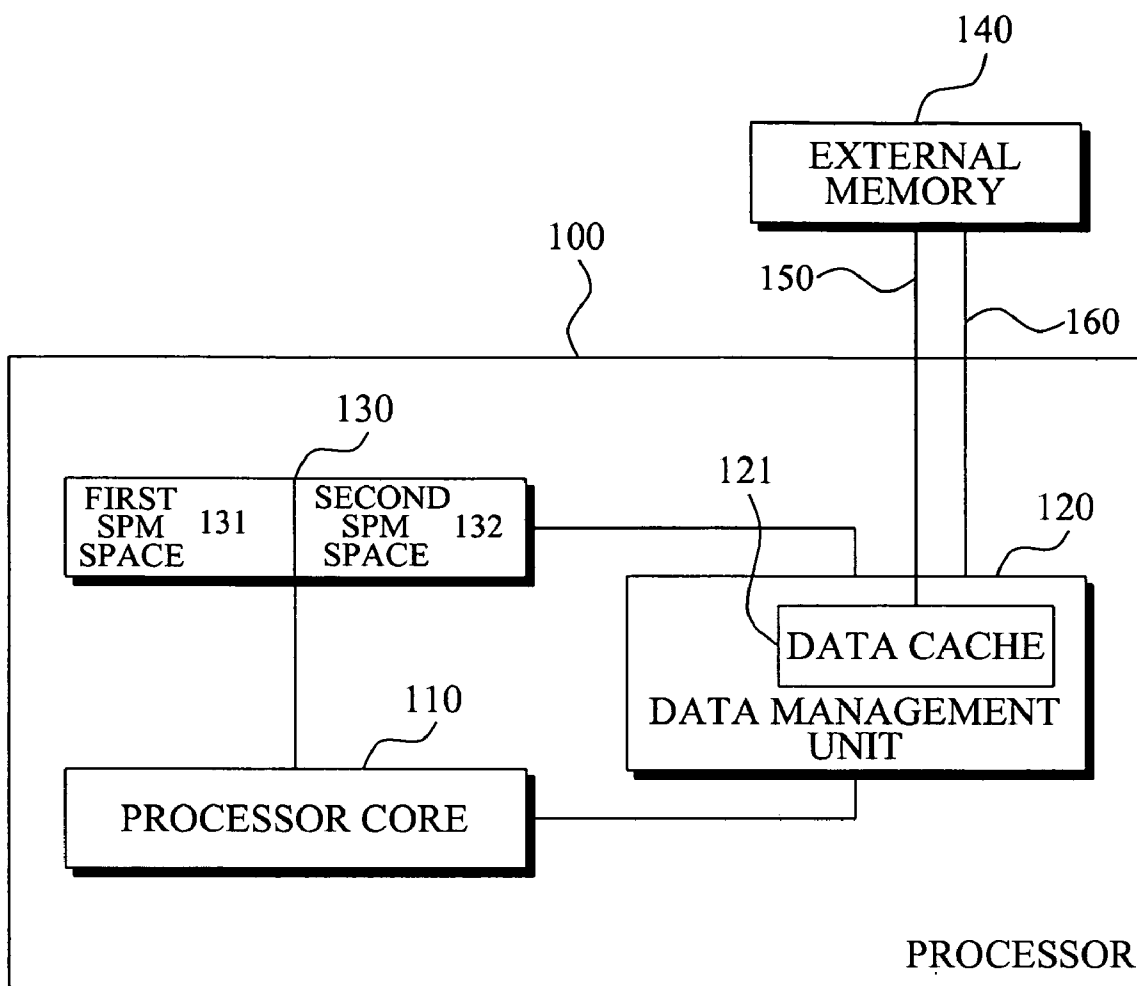 140
EXTERNAL
MEMORY
100
150
160
130
FIRST
SPM
SPACE
131
SECOND
SPM
SPACE
132
121
120
DATA CACHE
DATA MANAGEMENT
UNIT
110
PROCESSOR CORE
PROCESSOR